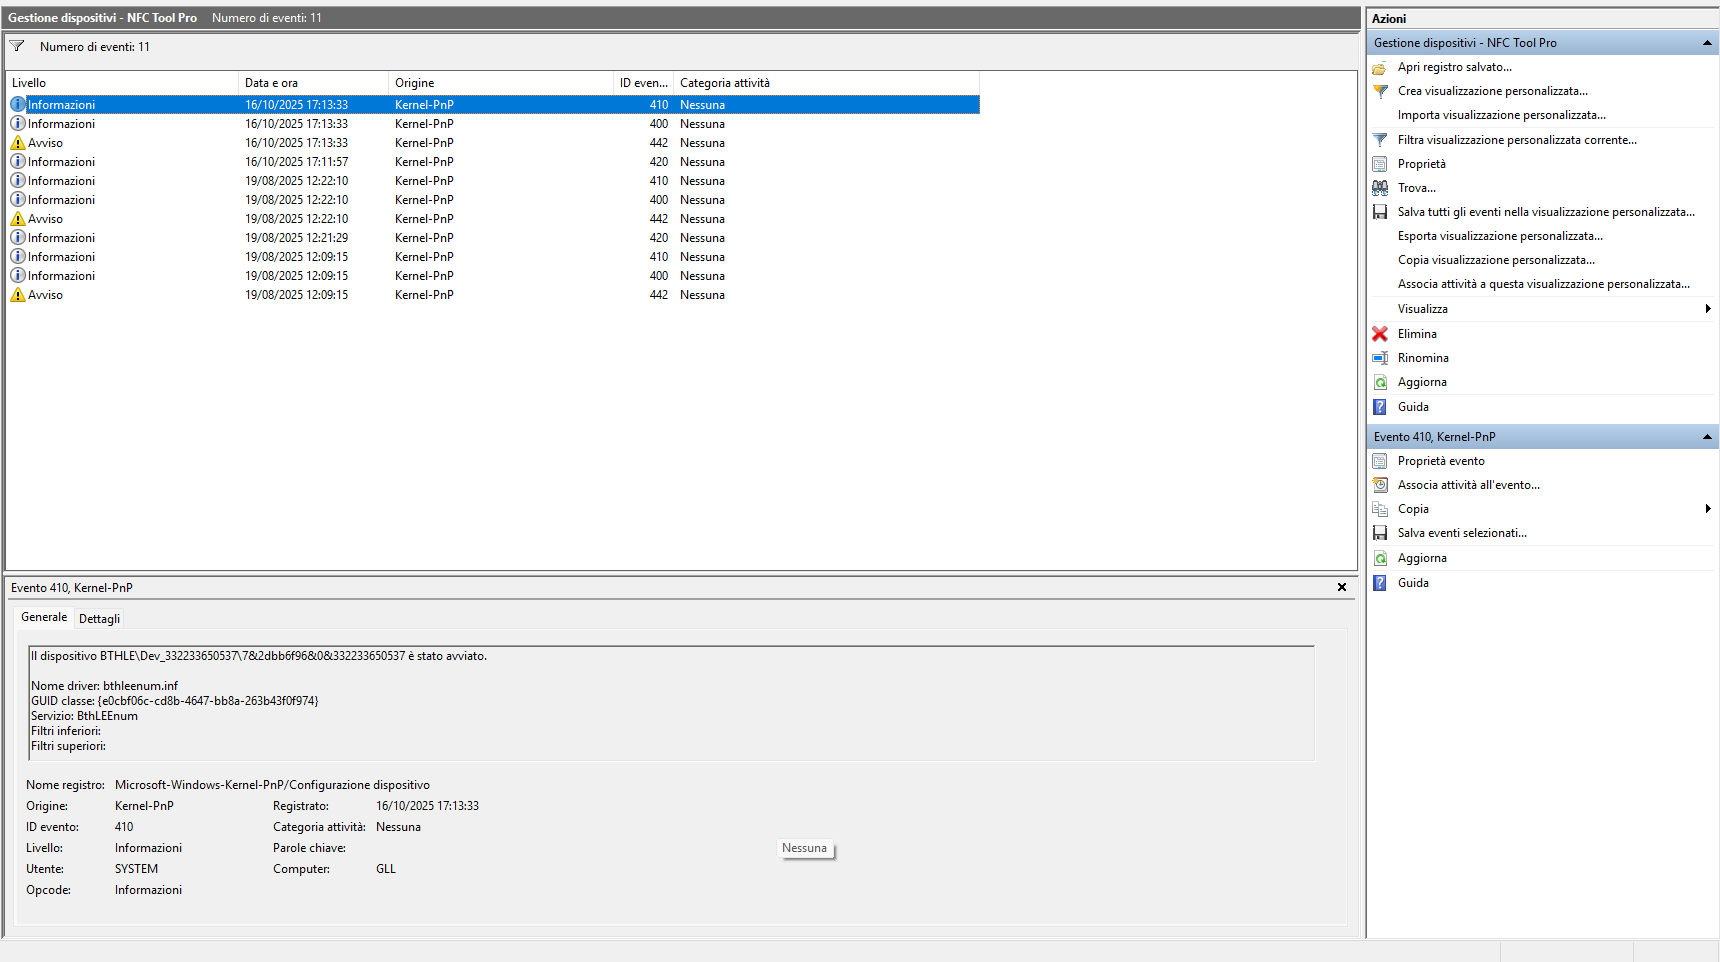 Gestione dispositivi - NFC Tool Pro Numero di eventi: 11
Numero di eventi: 11
Livello Data e ora Origine ID even... Categoria attività
Informazioni 16/10/2025 17:13:33 Kernel-PnP 410 Nessuna
Informazioni 16/10/2025 17:13:33 Kernel-PnP 400 Nessuna
Avviso 16/10/2025 17:13:33 Kernel-PnP 442 Nessuna
Informazioni 16/10/2025 17:11:57 Kernel-PnP 420 Nessuna
Informazioni 19/08/2025 12:22:10 Kernel-PnP 410 Nessuna
Informazioni 19/08/2025 12:22:10 Kernel-PnP 400 Nessuna
Avviso 19/08/2025 12:22:10 Kernel-PnP 442 Nessuna
Informazioni 19/08/2025 12:21:29 Kernel-PnP 420 Nessuna
Informazioni 19/08/2025 12:09:15 Kernel-PnP 410 Nessuna
Informazioni 19/08/2025 12:09:15 Kernel-PnP 400 Nessuna
Avviso 19/08/2025 12:09:15 Kernel-PnP 442 Nessuna
Evento 410, Kernel-PnP
Generale Dettagli
Il dispositivo BTHLE\Dev_332233650537\7&2dbb6f96&0&332233650537 è stato avviato.
Nome driver: bthleenum.inf
GUID classe: {e0cbf06c-cd8b-4647-bb8a-263b43f0f974}
Servizio: BthLEEnum
Filtri inferiori:
Filtri superiori:
Nome registro: Microsoft-Windows-Kernel-PnP/Configurazione dispositivo
Origine: Kernel-PnP Registrato: 16/10/2025 17:13:33
ID evento: 410 Categoria attività: Nessuna
Livello: Informazioni Parole chiave:
Nessuna
Utente: SYSTEM Computer: GLL
Opcode: Informazioni
Azioni
Gestione dispositivi - NFC Tool Pro
Apri registro salvato...
Crea visualizzazione personalizzata...
Importa visualizzazione personalizzata...
Filtra visualizzazione personalizzata corrente...
Proprietà
Trova...
Salva tutti gli eventi nella visualizzazione personalizzata...
Esporta visualizzazione personalizzata...
Copia visualizzazione personalizzata...
Associa attività a questa visualizzazione personalizzata...
Visualizza
Elimina
Rinomina
Aggiorna
Guida
Evento 410, Kernel-PnP
Proprietà evento
Associa attività all'evento...
Copia
Salva eventi selezionati...
Aggiorna
Guida